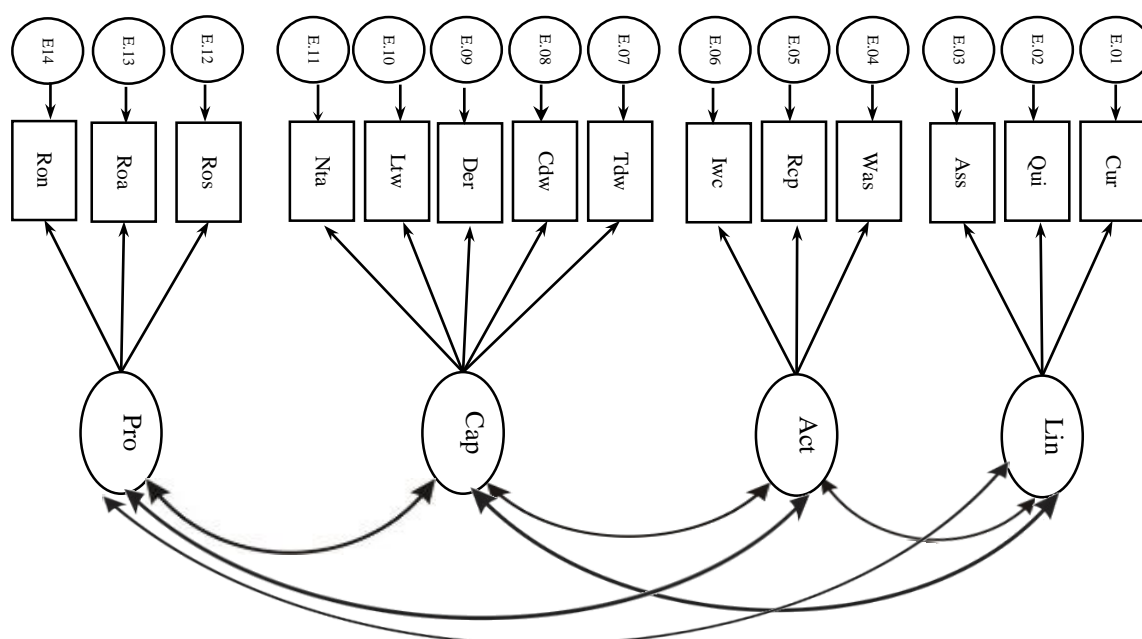 E14
E.13
E.12
E.11
E.10
E.09
E.08
E.07
E.06
E.05
E.04
E.03
E.02
E.01
Ron
Roa
Ros
Nta
Ltw
Der
Cdw
Tdw
Iwc
Rcp
Was
Ass
Qui
Cur
Pro
Cap
Act
Lin